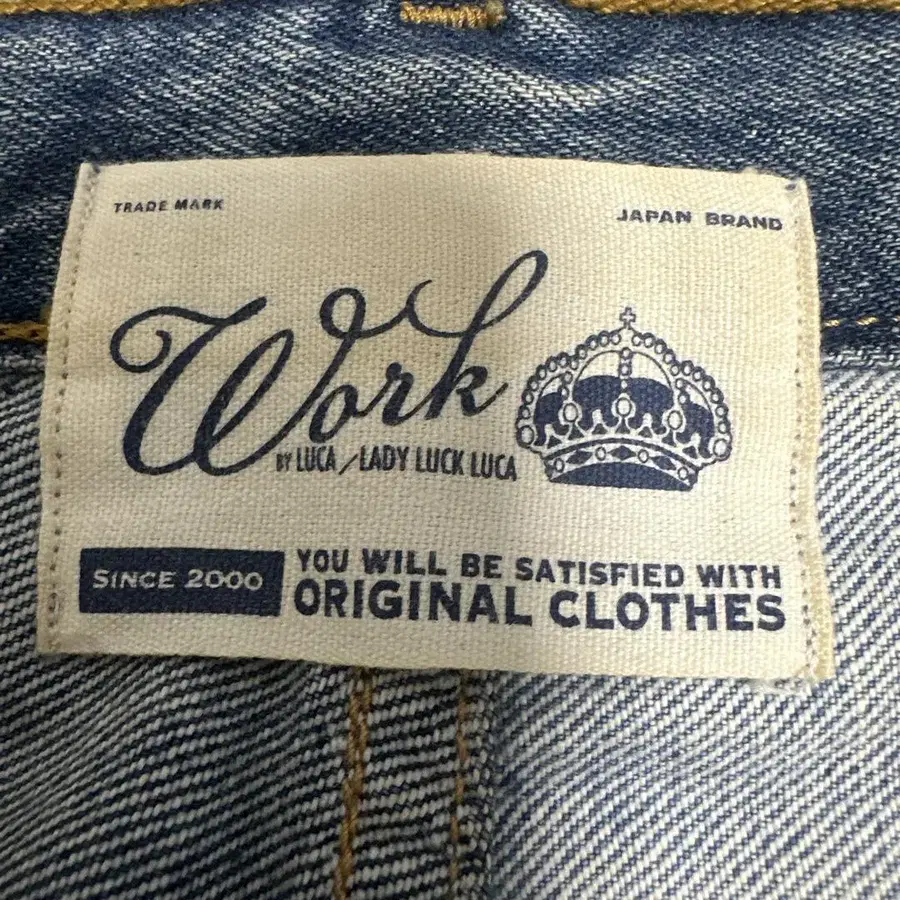 TRADE MARK
JAPAN BRAND
Work
BY LUCA/LADY LUCK LUCA
SINCE 2000
YOU WILL BE SATISFIED WITH
ORIGINAL CLOTHES